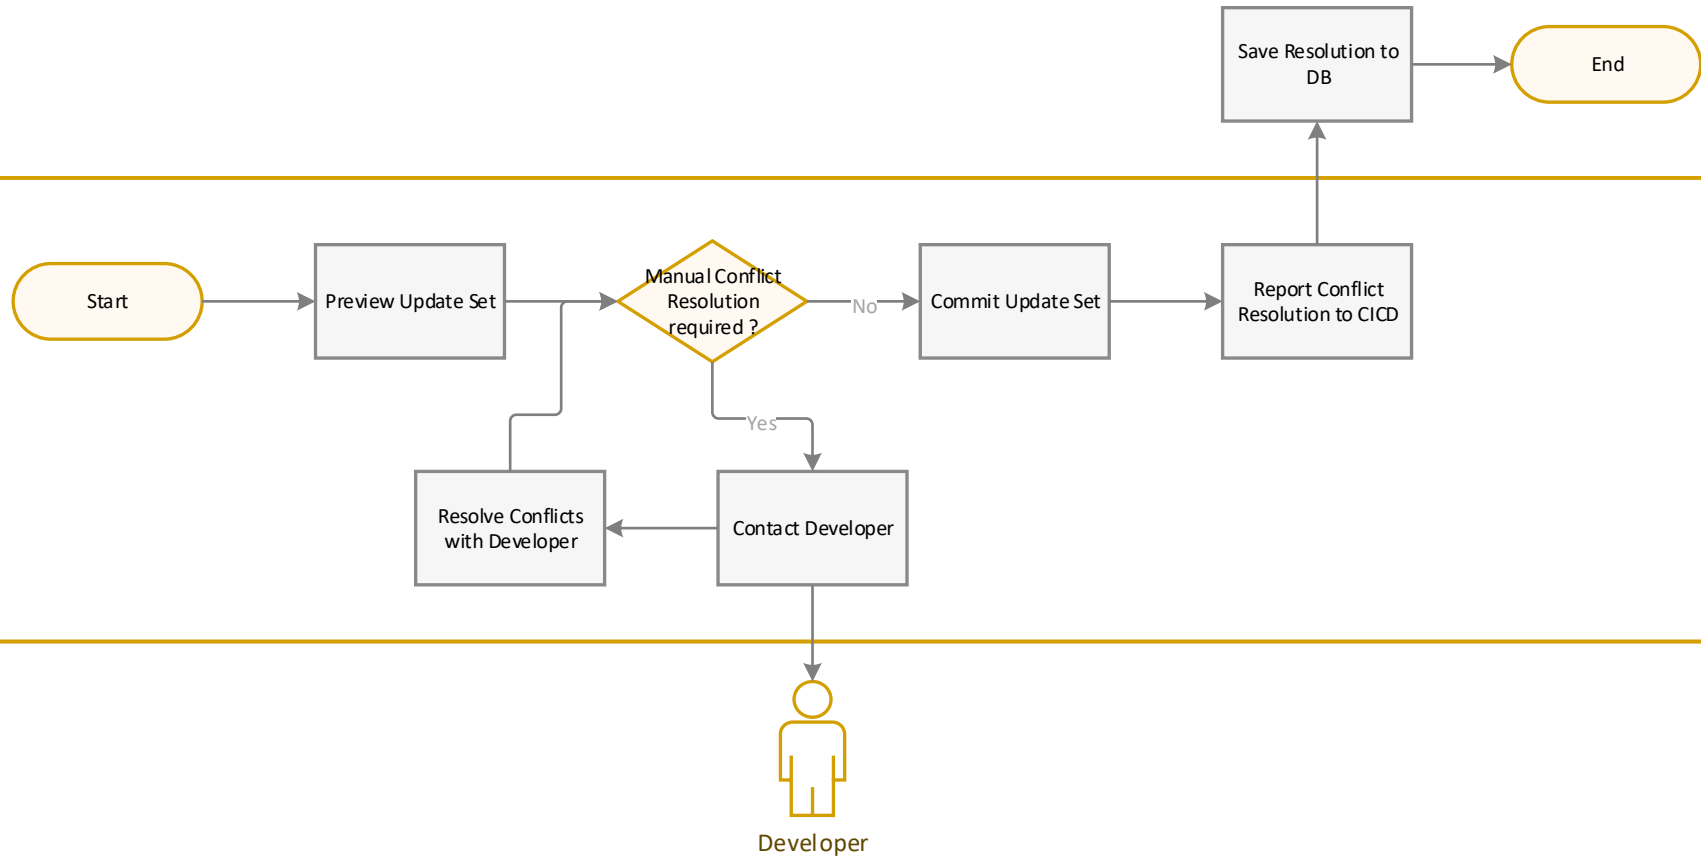 Save Resolution to
DB
End
Start
Preview Update Set
Manual Conflict
Resolution
required ?
No
Commit Update Set
Report Conflict
Resolution to CICD
Yes
Resolve Conflicts
with Developer
Contact Developer
Developer